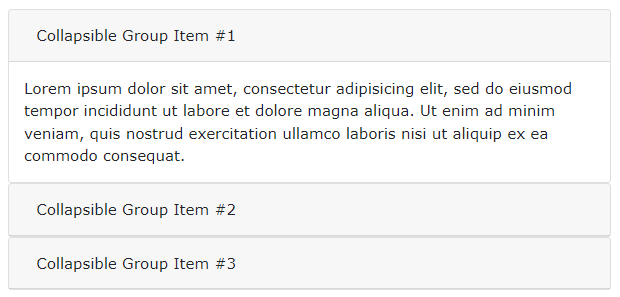 Collapsible Group Item #1
Lorem ipsum dolor sit amet, consectetur adipisicing elit, sed do eiusmod
tempor incididunt ut labore et dolore magna aliqua. Ut enim ad minim
veniam, quis nostrud exercitation ullamco laboris nisi ut aliquip ex ea
commodo consequat.
Collapsible Group Item #2
Collapsible Group Item #3